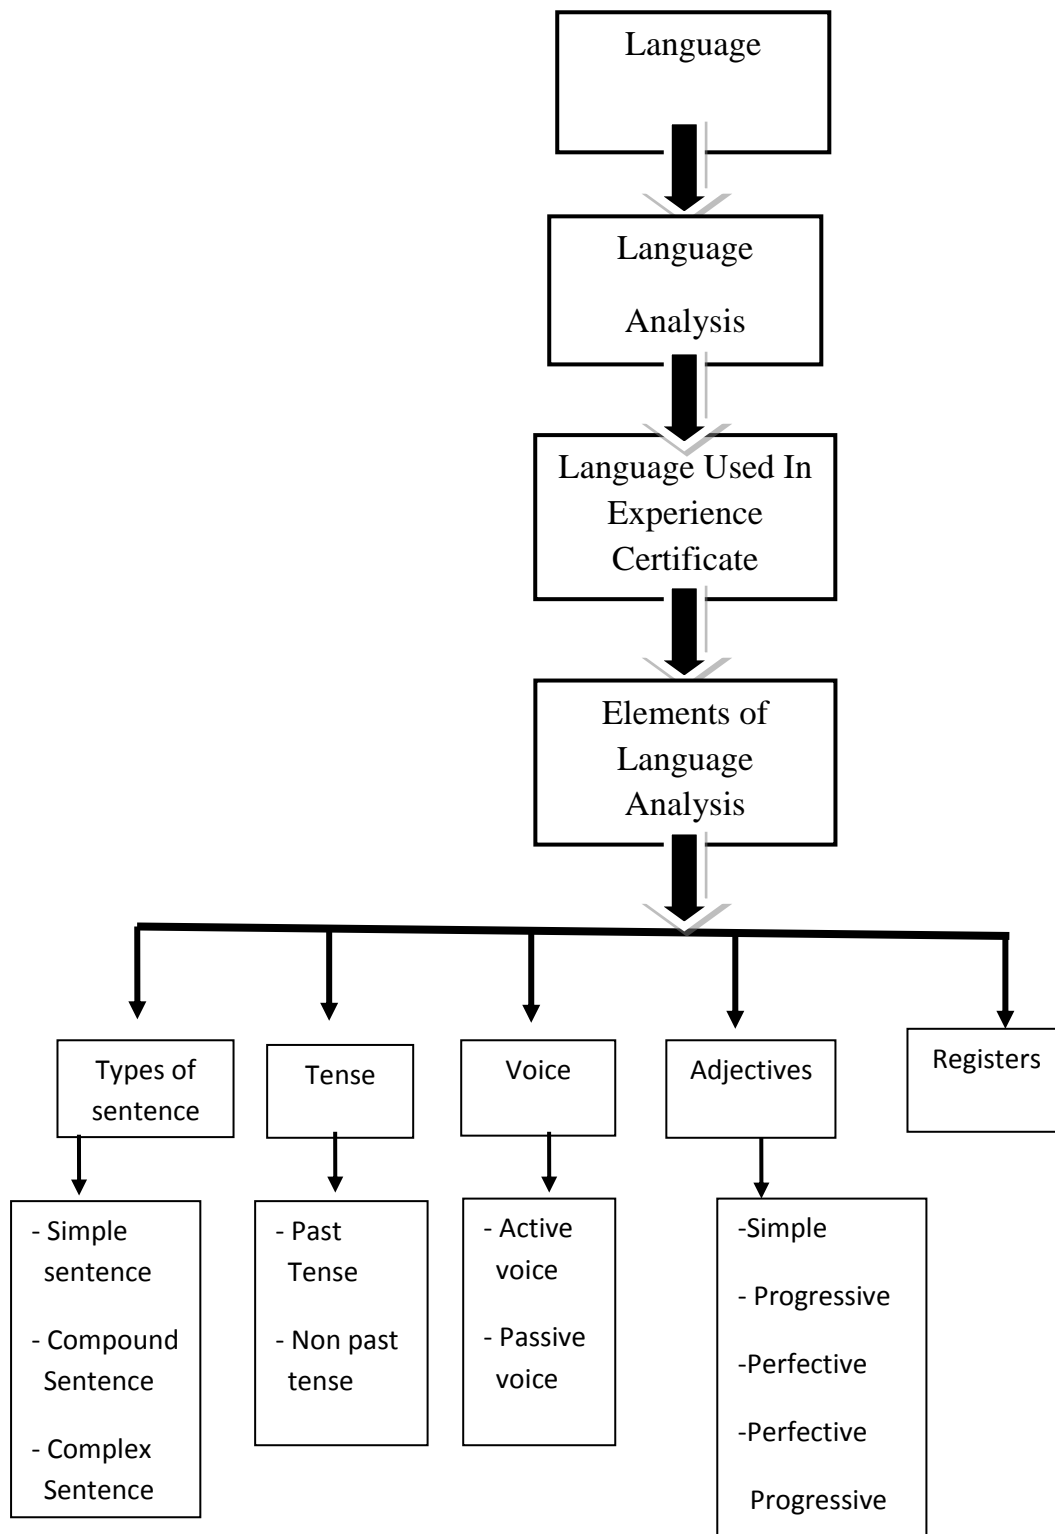 Language
Language
Analysis
Language Used In
Experience
Certificate
Elements of
Language
Analysis
Types of
sentence
Tense
Voice
Adjectives
Registers
- Simple
sentence
- Compound
Sentence
- Complex
Sentence
- Past
Tense
- Non past
tense
- Active
voice
- Passive
voice
-Simple
- Progressive
-Perfective
-Perfective
Progressive